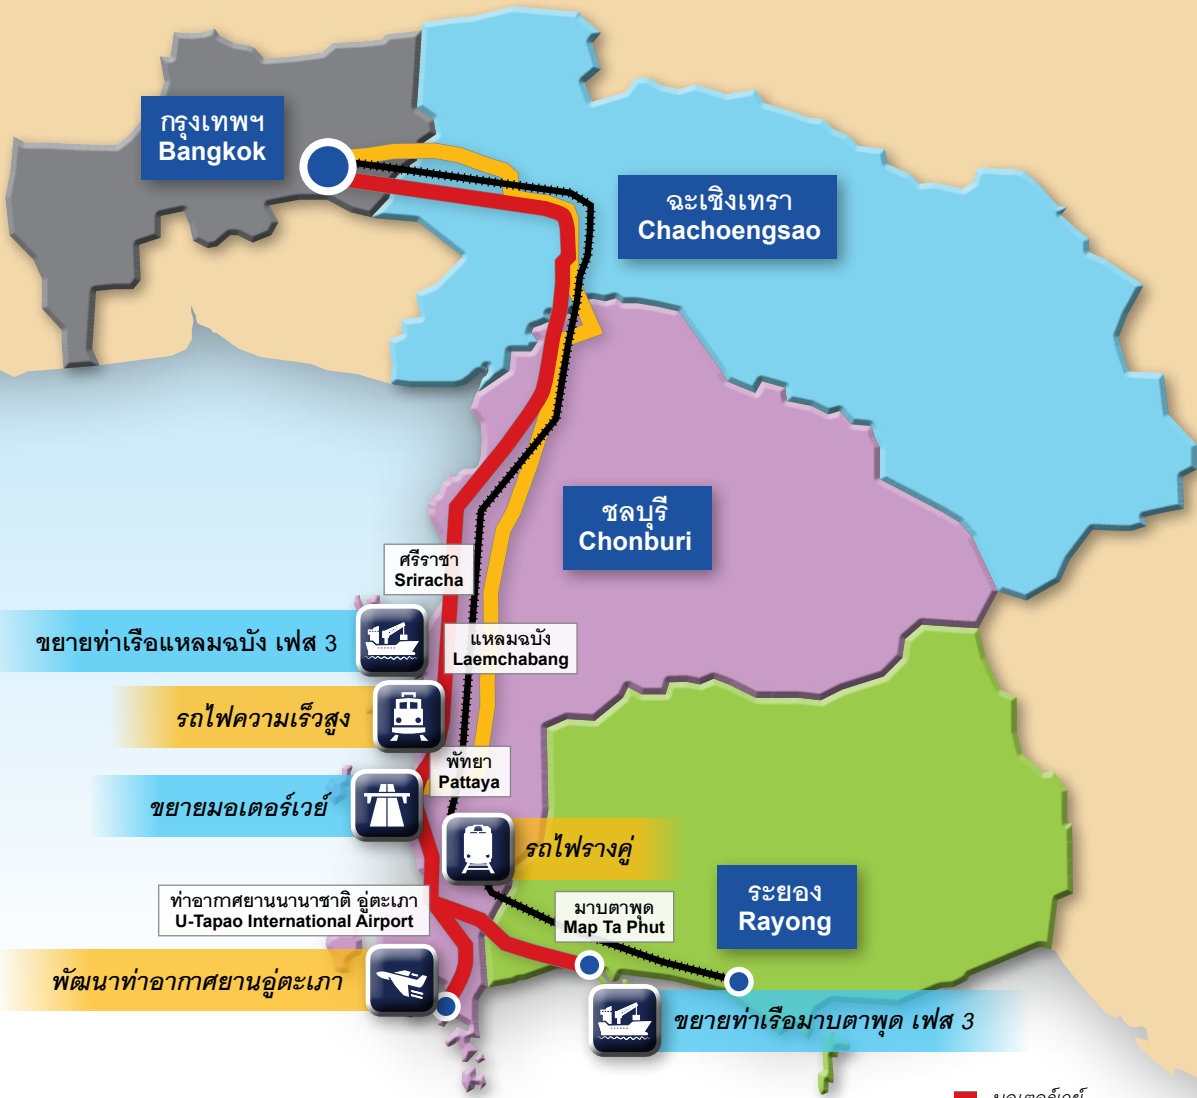 กรุงเทพฯ
Bangkok
ฉะเชิงเทรา
Chachoengsao
ชลบุรี
Chonburi
ศรีราชา
Sriracha
ขยายท่าเรือแหลมฉบัง เฟส 3
แหลมฉบัง
Laemchabang
รถไฟความเร็วสูง
พัทยา
Pattaya
ขยายมอเตอร์เวย์
รถไฟรางคู่
ท่าอากาศยานนานาชาติ อู่ตะเภา
U-Tapao International Airport
มาบตาพุด
Map Ta Phut
ระยอง
Rayong
พัฒนาท่าอากาศยานอู่ตะเภา
ขยายท่าเรือมาบตาพุด เฟส 3
มอเตอร์เวย์